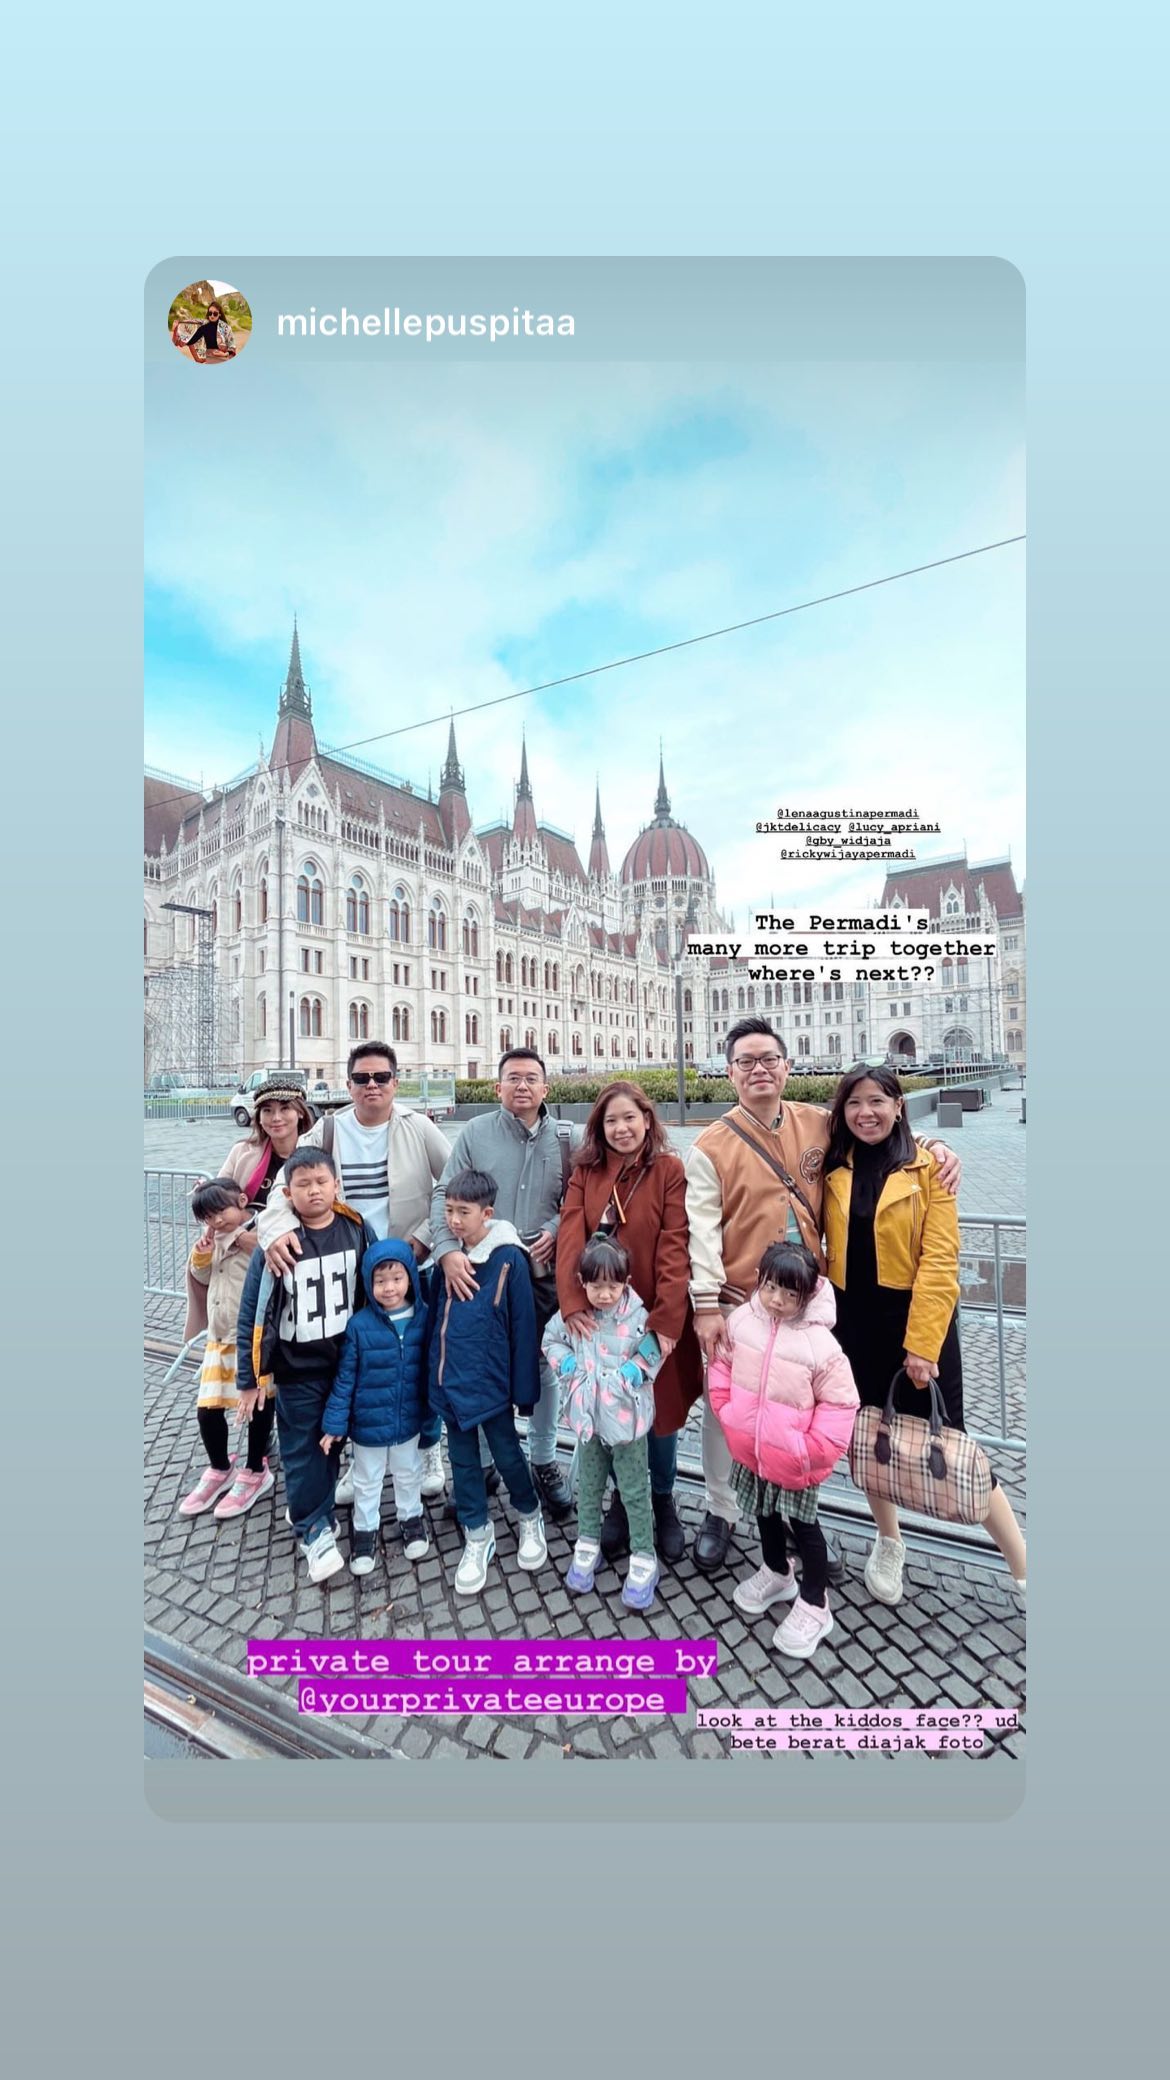 michellepuspitaa
@lenaagustinapermadi
@jktdelicacy @lucy_apriani
@gby_widjaja
@rickywijayapermadi
The Permadi's
many more trip together
where's next??
private tour arrange by
@yourprivateeurope
look at the kiddos face?? ud
bete berat diajak foto